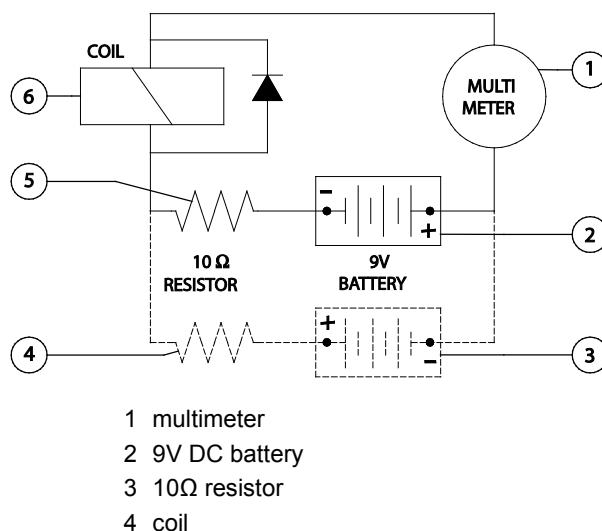 COIL
1
MULTI
METER
6
5
-
+
2
10 Ω
RESISTOR
9V
BATTERY
+
-
4
3
1 multimeter
2 9V DC battery
3 10Ω resistor
4 coil